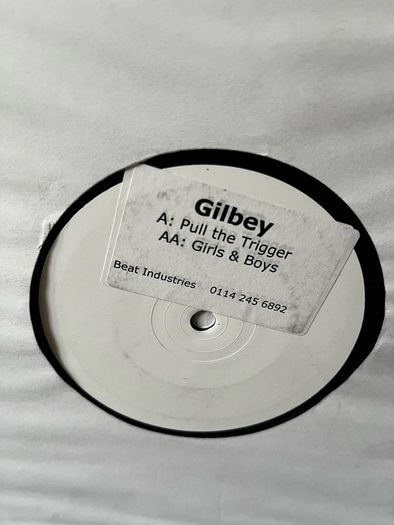 Gilbey
A: Pull the Trigger
AA: Girls & Boys
Beat Industries 0114 245 6892